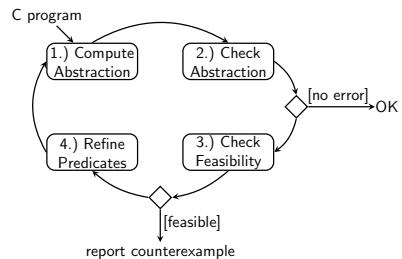 C program
1.) Compute
Abstraction
2.) Check
Abstraction
[no error]
OK
4.) Refine
Predicates
3.) Check
Feasibility
[feasible]
report counterexample